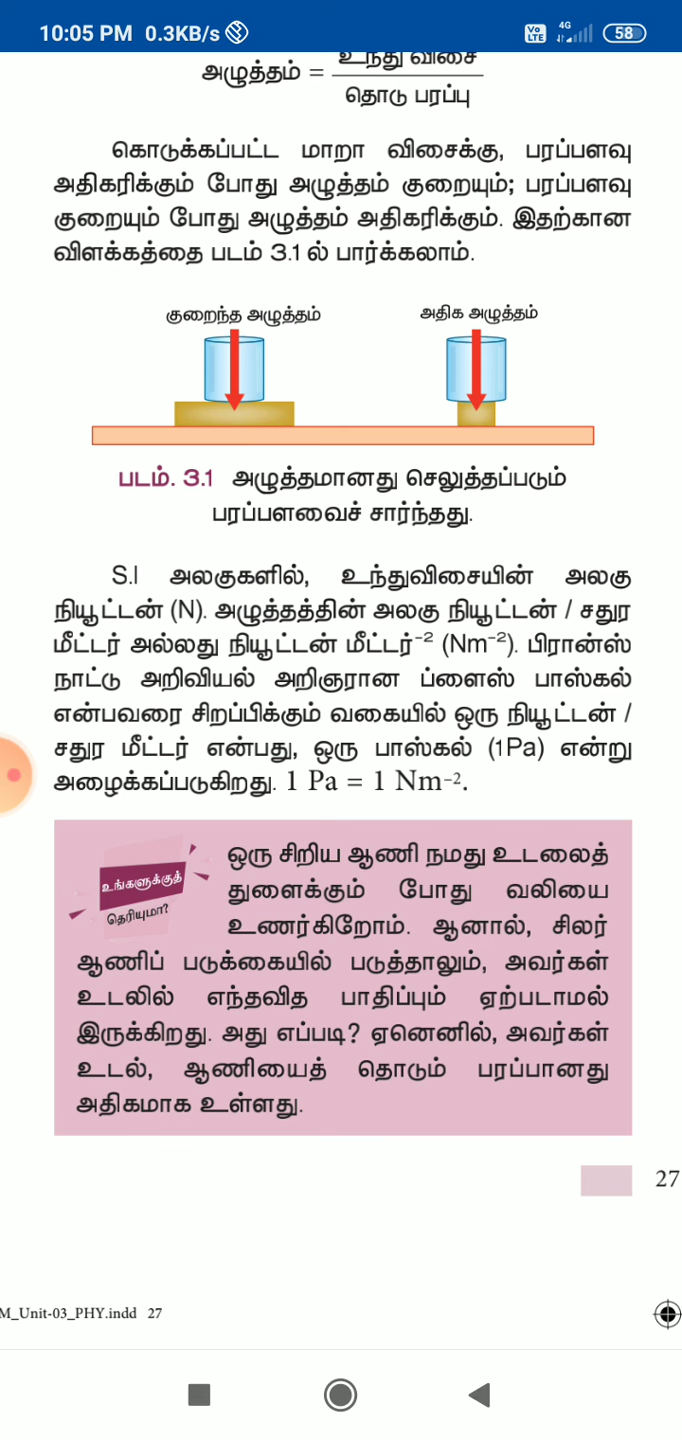 10:05 PM 0.3KB/s
Vo LTE 4G 58
உந்து விசை
அழுத்தம் =
தொடு பரப்பு
கொடுக்கப்பட்ட மாறா விசைக்கு, பரப்பளவு
அதிகரிக்கும் போது அழுத்தம் குறையும்; பரப்பளவு
குறையும் போது அழுத்தம் அதிகரிக்கும். இதற்கான
விளக்கத்தை படம் 3.1 ல் பார்க்கலாம்.
குறைந்த அழுத்தம்
அதிக அழுத்தம்
படம். 3.1 அழுத்தமானது செலுத்தப்படும்
பரப்பளவைச் சார்ந்தது.
S.I அலகுகளில், உந்துவிசையின் அலகு
நியூட்டன் (N). அழுத்தத்தின் அலகு நியூட்டன் / சதுர
மீட்டர் அல்லது நியூட்டன் மீட்டர்⁻² (Nm⁻²). பிரான்ஸ்
நாட்டு அறிவியல் அறிஞரான ப்ளைஸ் பாஸ்கல்
என்பவரை சிறப்பிக்கும் வகையில் ஒரு நியூட்டன் /
சதுர மீட்டர் என்பது, ஒரு பாஸ்கல் (1Pa) என்று
அழைக்கப்படுகிறது. 1 Pa = 1 Nm⁻².
உங்களுக்குத்
தெரியுமா?
ஒரு சிறிய ஆணி நமது உடலைத்
துளைக்கும் போது வலியை
உணர்கிறோம். ஆனால், சிலர்
ஆணிப் படுக்கையில் படுத்தாலும், அவர்கள்
உடலில் எந்தவித பாதிப்பும் ஏற்படாமல்
இருக்கிறது. அது எப்படி? ஏனெனில், அவர்கள்
உடல், ஆணியைத் தொடும் பரப்பானது
அதிகமாக உள்ளது.
27
M_Unit-03_PHY.indd 27